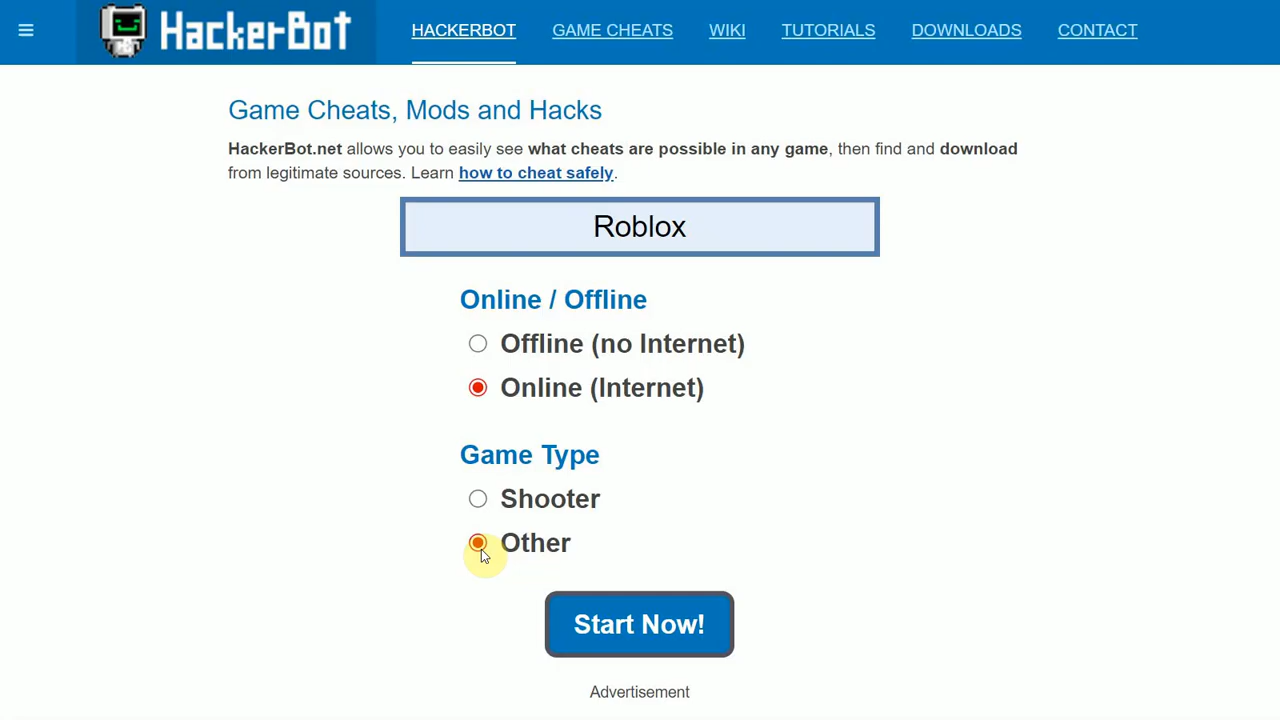 HackerBot
HACKERBOT GAME CHEATS WIKI TUTORIALS DOWNLOADS CONTACT
Game Cheats, Mods and Hacks
HackerBot.net allows you to easily see what cheats are possible in any game, then find and download
from legitimate sources. Learn how to cheat safely.
Roblox
Online / Offline
Offline (no Internet)
Online (Internet)
Game Type
Shooter
Other
Start Now!
Advertisement